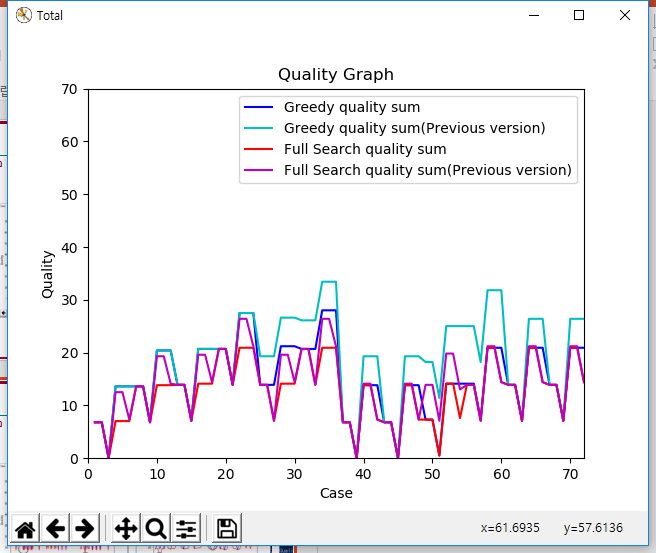 Total
Quality Graph
Greedy quality sum
Greedy quality sum(Previous version)
Full Search quality sum
Full Search quality sum(Previous version)
70
60
50
40
30
20
10
0
Quality
0 10 20 30 40 50 60 70
Case
x=61.6935 y=57.6136